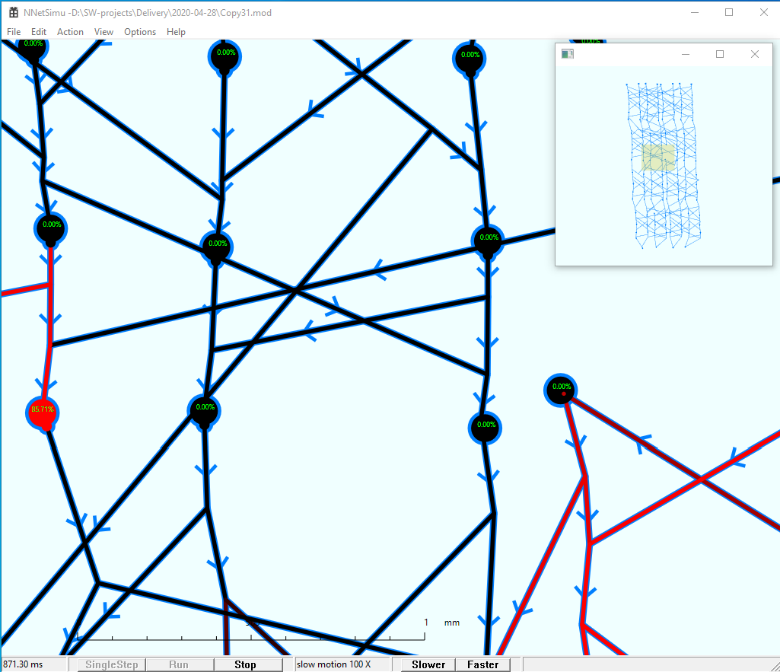 NNetSimu -D:\SW-projects\Delivery\2020-04-28\Copy31.mod
File Edit Action View Options Help
0.00%
0.00%
0.00%
0.00%
0.00%
0.00%
85.71%
0.00%
0.00%
0.00%
1 mm
871.30 ms SingleStep Run Stop slow motion 100 X Slower Faster